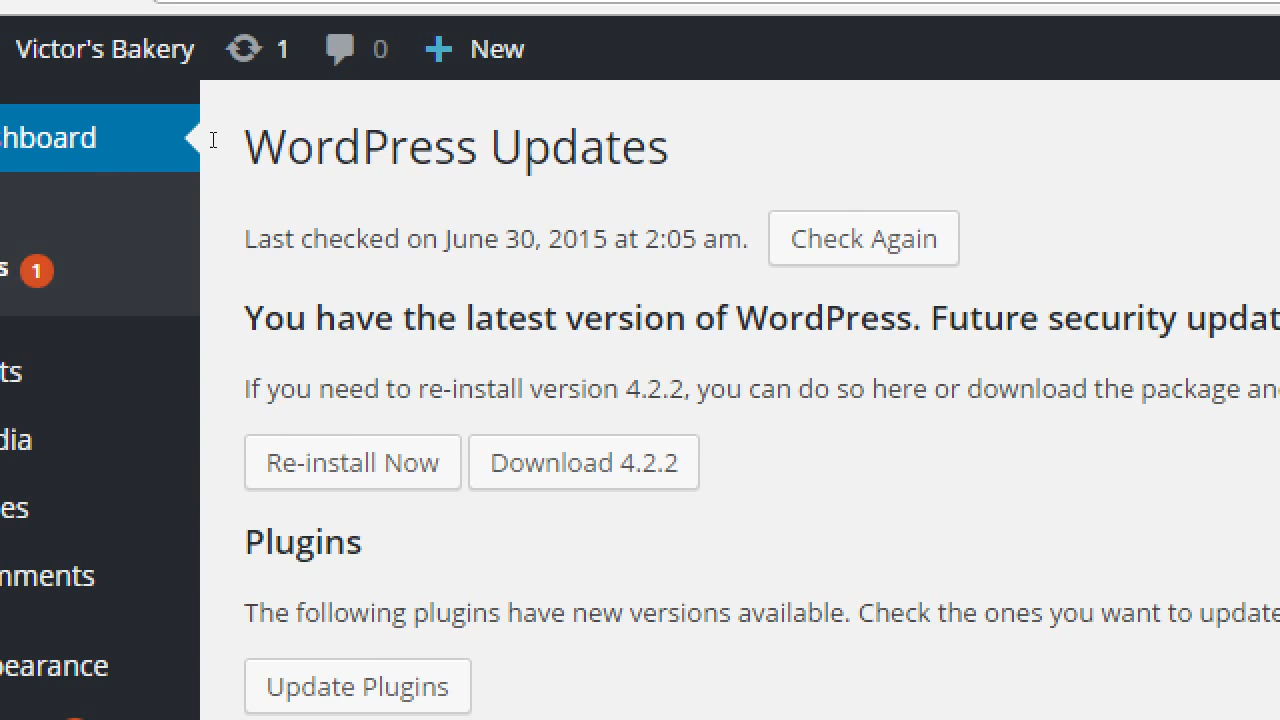 Victor's Bakery 1 0 New
shboard
WordPress Updates
Last checked on June 30, 2015 at 2:05 am. Check Again
s 1
You have the latest version of WordPress. Future security updat
ts
If you need to re-install version 4.2.2, you can do so here or download the package an
dia
Re-install Now Download 4.2.2
es
Plugins
mments
The following plugins have new versions available. Check the ones you want to update
pearance
Update Plugins